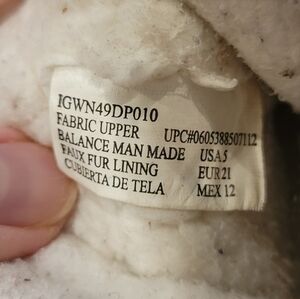 IGWN49DP010
FABRIC UPPER UPC#0605388507112
BALANCE MAN MADE USA 5
FAUX FUR LINING EUR 21
CUBIERTA DE TELA MEX 12